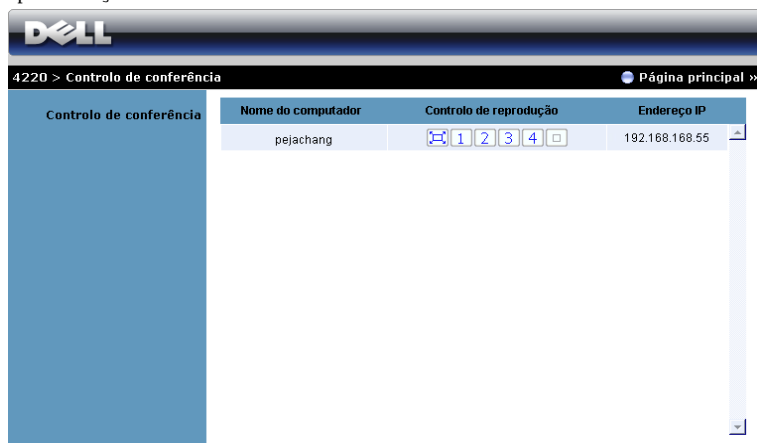 DELL
4220 > Controlo de conferência
Página principal »
Controlo de conferência
Nome do computador Controlo de reprodução Endereço IP
pejachang 1 2 3 4 192.168.168.55